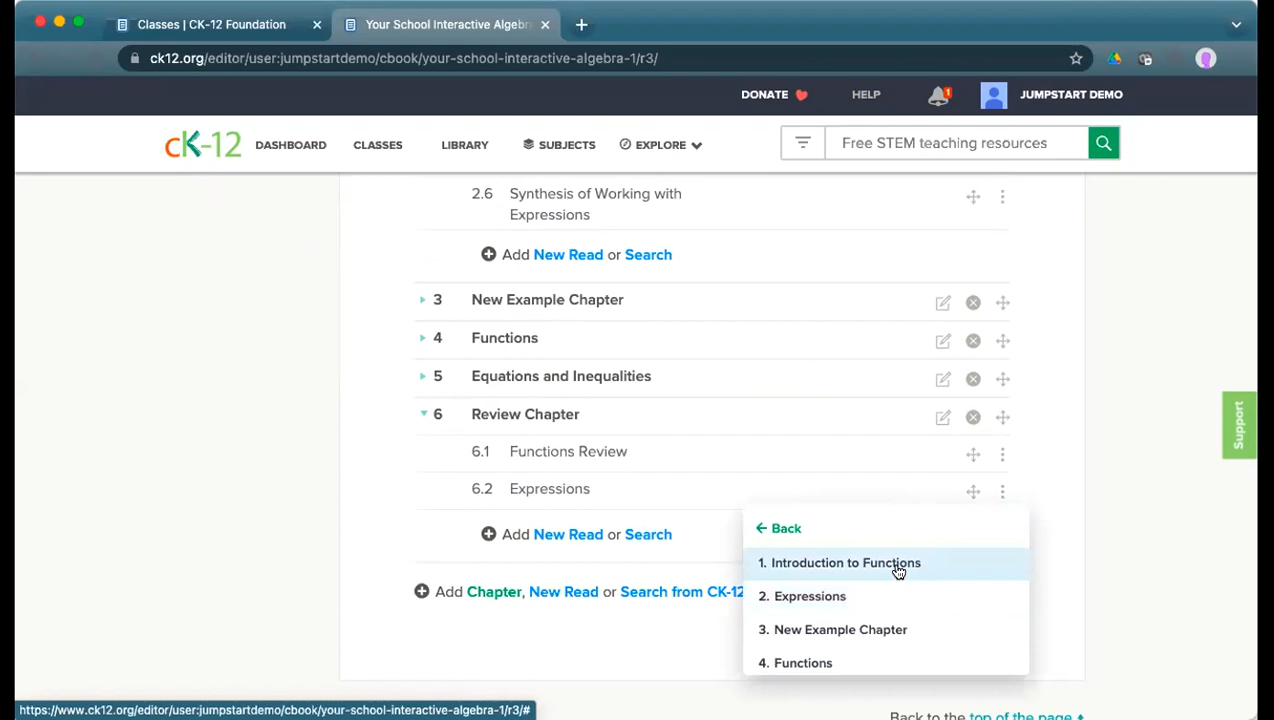 Classes | CK-12 Foundation
Your School Interactive Algebra
ck12.org/editor/user:jumpstartdemo/cbook/your-school-interactive-algebra-1/r3/
DONATE HELP 1 JUMPSTART DEMO
cK-12 DASHBOARD CLASSES LIBRARY SUBJECTS EXPLORE Free STEM teaching resources
2.6 Synthesis of Working with
Expressions
Add New Read or Search
3 New Example Chapter
4 Functions
5 Equations and Inequalities
6 Review Chapter
6.1 Functions Review
6.2 Expressions
Add New Read or Search
Add Chapter, New Read or Search from CK-12
Back
1. Introduction to Functions
2. Expressions
3. New Example Chapter
4. Functions
Support
https://www.ck12.org/editor/user:jumpstartdemo/cbook/your-school-interactive-algebra-1/r3/#
Back to the top of the page